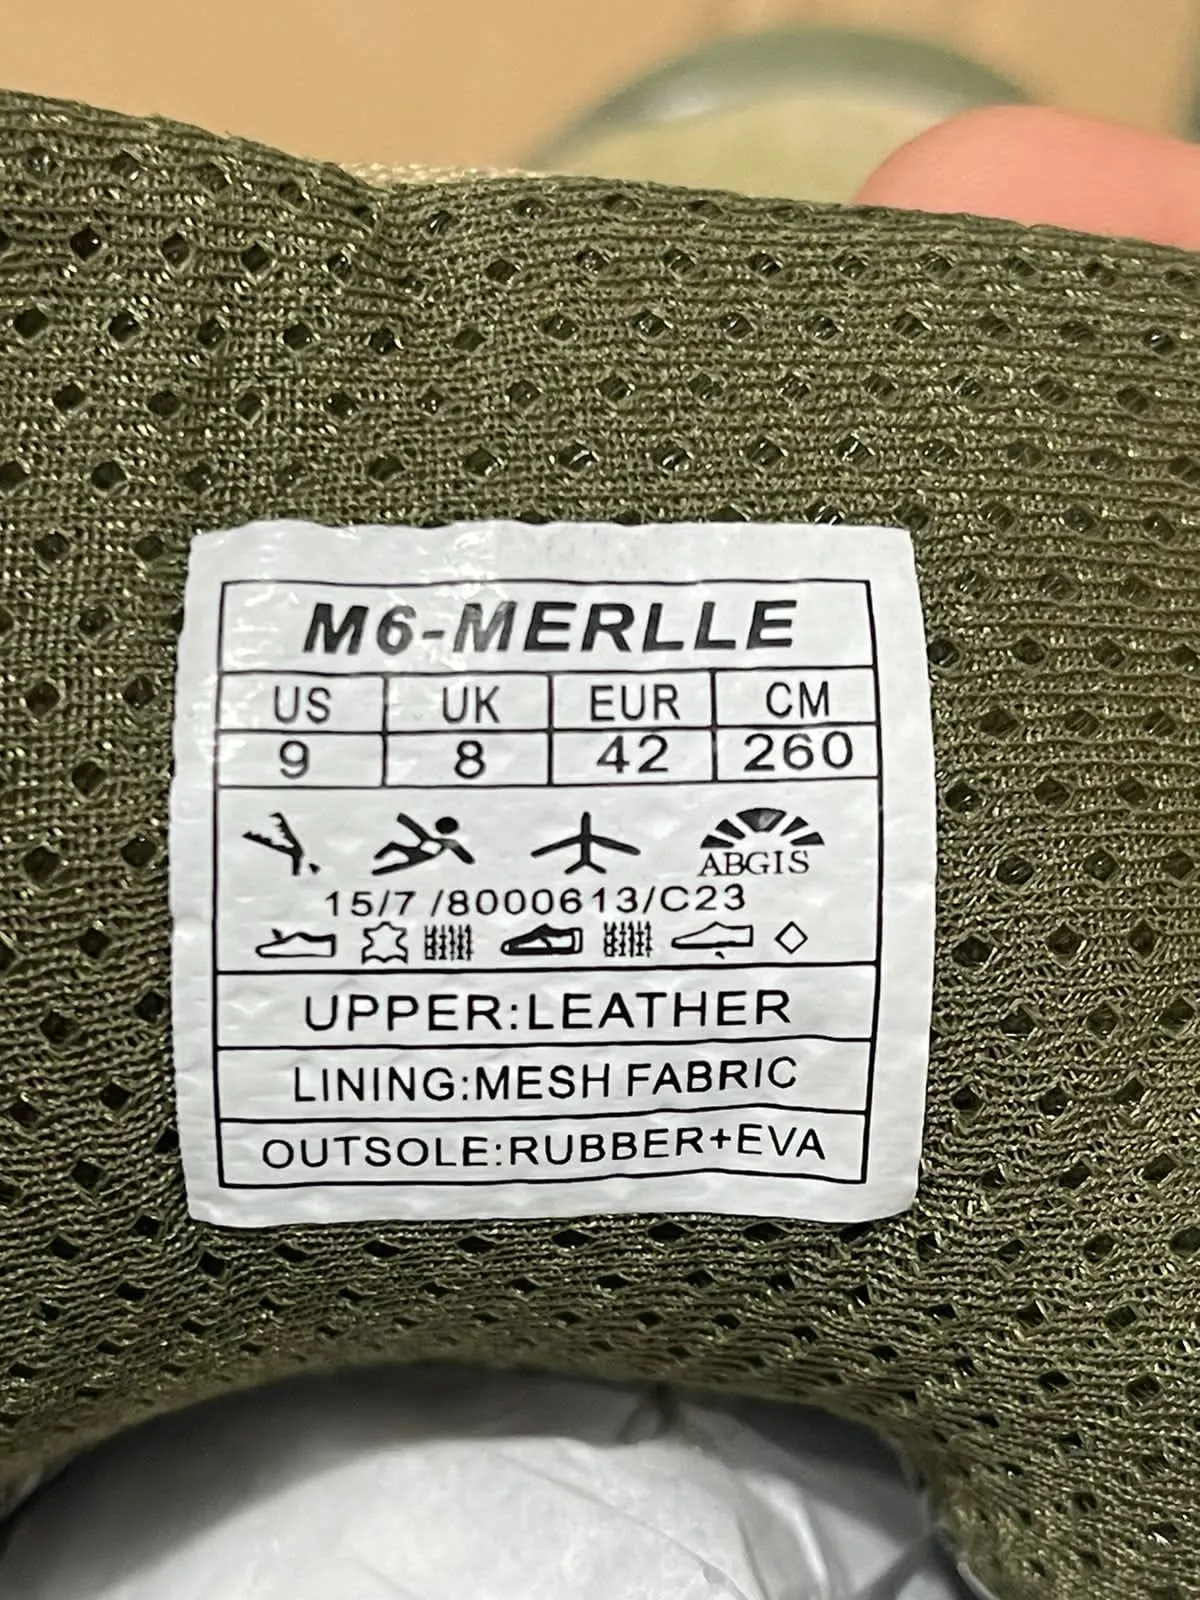 M6-MERLLE
US UK EUR CM
9 8 42 260
ABGIS
15/7 /8000613/C23
UPPER:LEATHER
LINING:MESH FABRIC
OUTSOLE:RUBBER+EVA